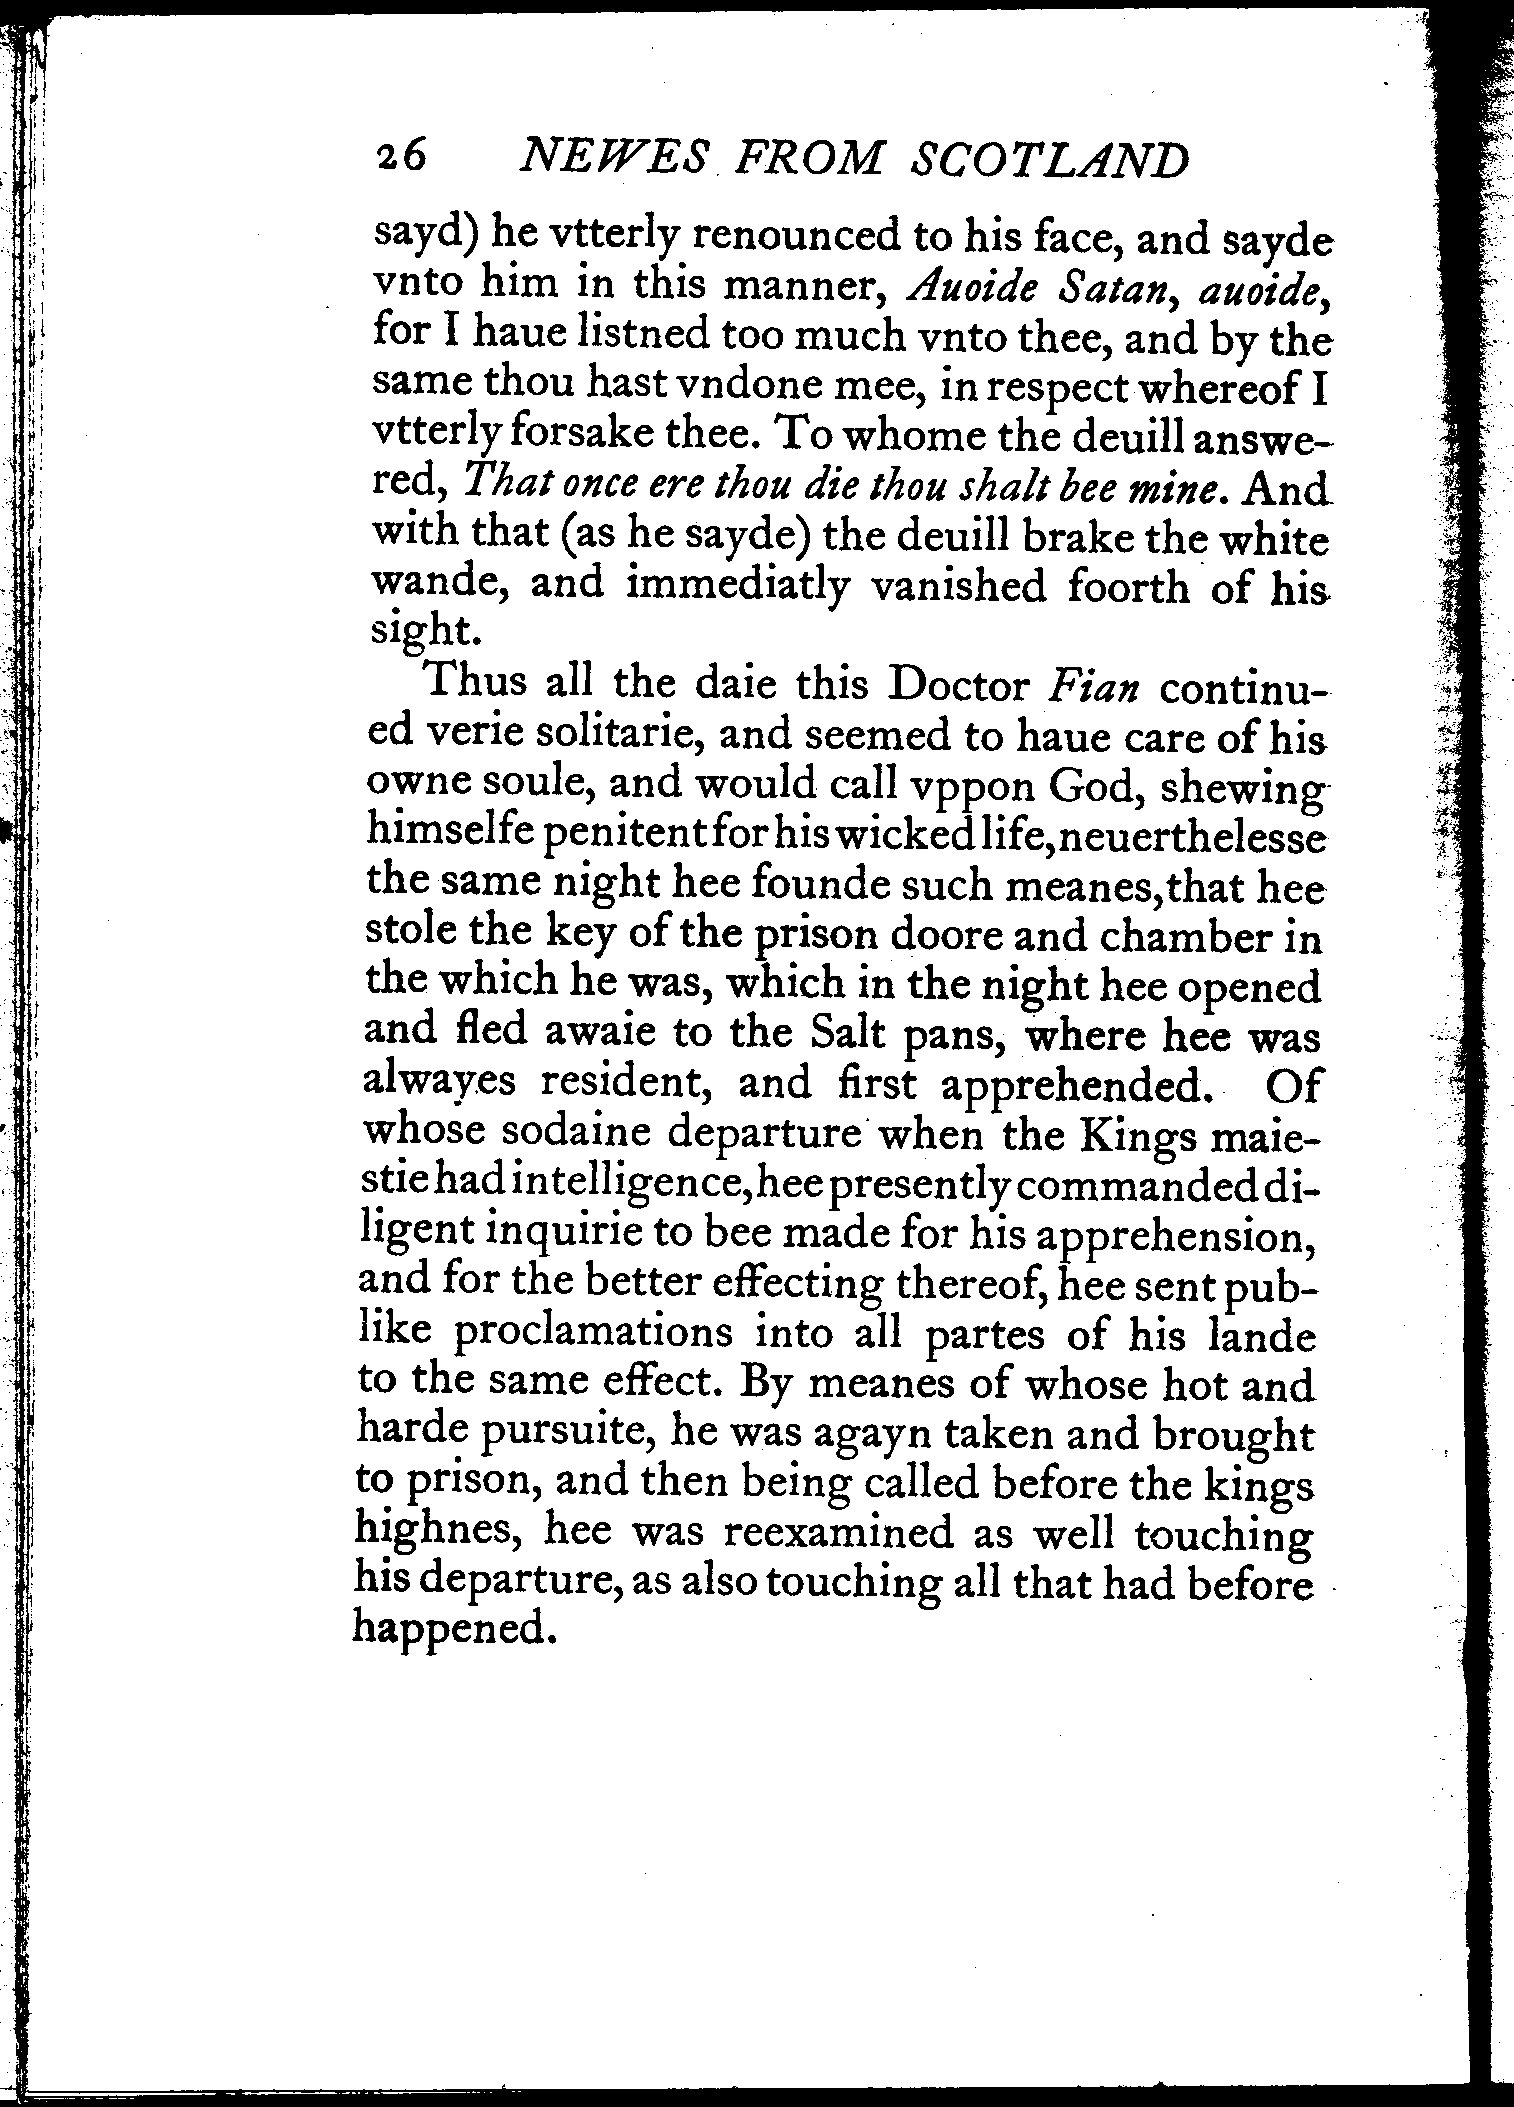 26 NEWES FROM SCOTLAND
sayd) he vtterly renounced to his face, and sayde
vnto him in this manner, Auoide Satan, auoide,
for I haue listned too much vnto thee, and by the
same thou hast vndone mee, in respect whereof I
vtterly forsake thee. To whome the deuill answe-
red, That once ere thou die thou shalt bee mine. And
with that (as he sayde) the deuill brake the white
wande, and immediatly vanished foorth of his
sight.
Thus all the daie this Doctor Fian continu-
ed verie solitarie, and seemed to haue care of his
owne soule, and would call vppon God, shewing
himselfe penitent for his wicked life, neuerthelesse
the same night hee founde such meanes, that hee
stole the key of the prison doore and chamber in
the which he was, which in the night hee opened
and fled awaie to the Salt pans, where hee was
alwayes resident, and first apprehended. Of
whose sodaine departure when the Kings maie-
stie had intelligence, hee presently commanded di-
ligent inquirie to bee made for his apprehension,
and for the better effecting thereof, hee sent pub-
like proclamations into all partes of his lande
to the same effect. By meanes of whose hot and
harde pursuite, he was agayn taken and brought
to prison, and then being called before the kings
highnes, hee was reexamined as well touching
his departure, as also touching all that had before
happened.